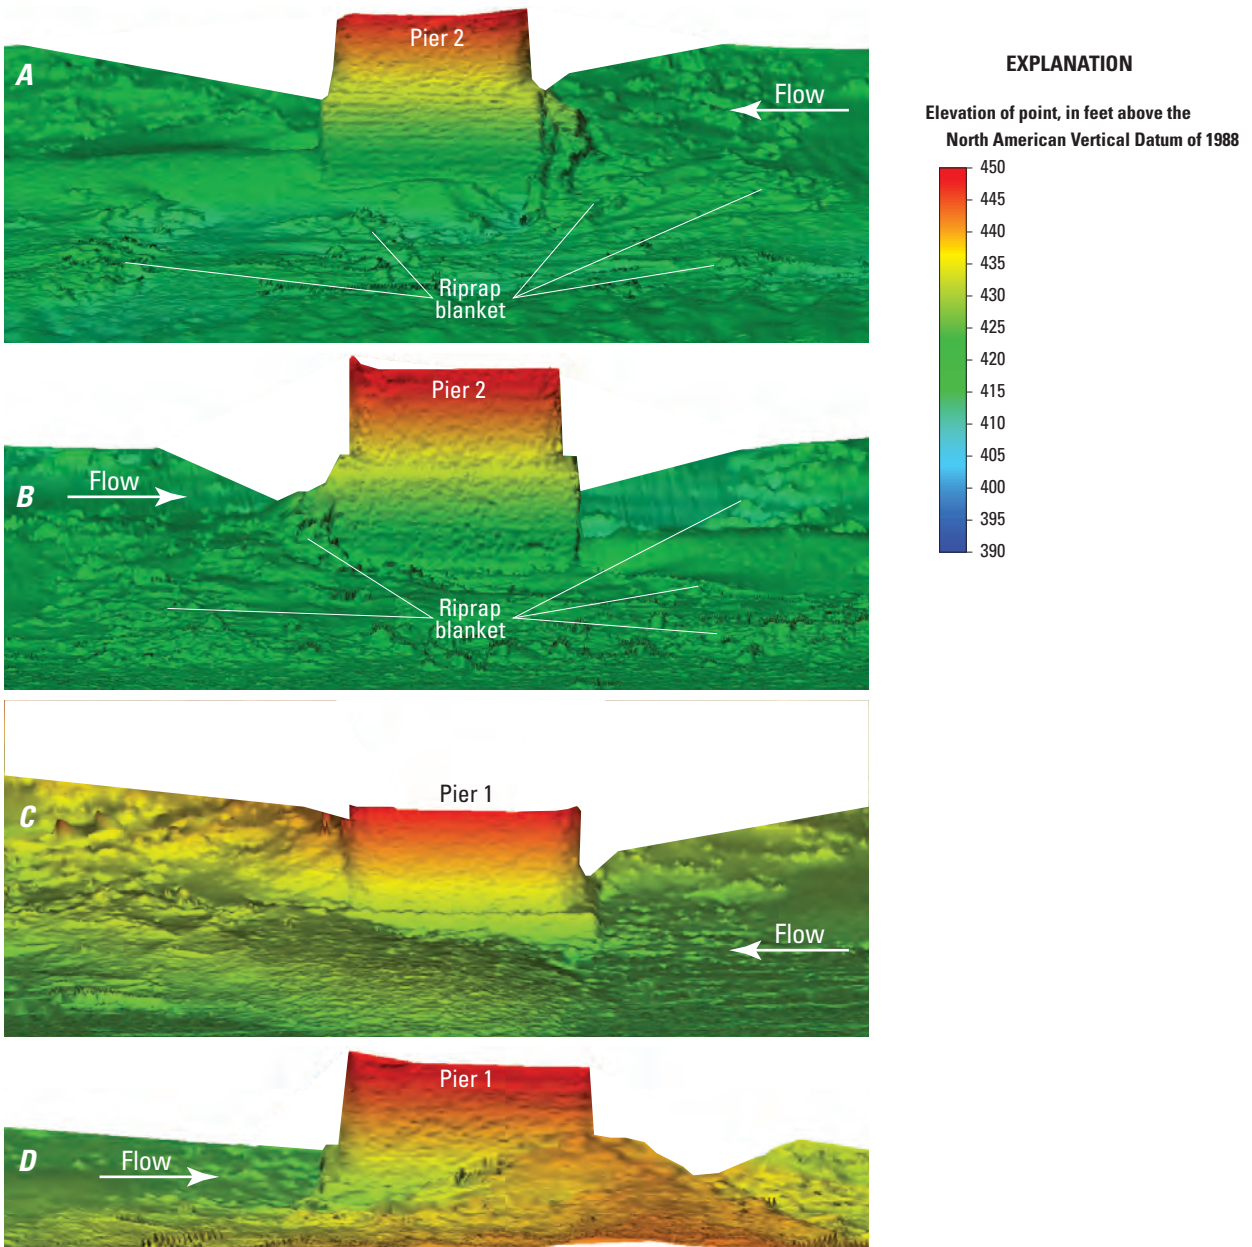 A
Pier 2
Flow
Riprap
blanket
B
Pier 2
Flow
Riprap
blanket
C
Pier 1
Flow
D
Pier 1
Flow
EXPLANATION
Elevation of point, in feet above the
North American Vertical Datum of 1988
450
445
440
435
430
425
420
415
410
405
400
395
390